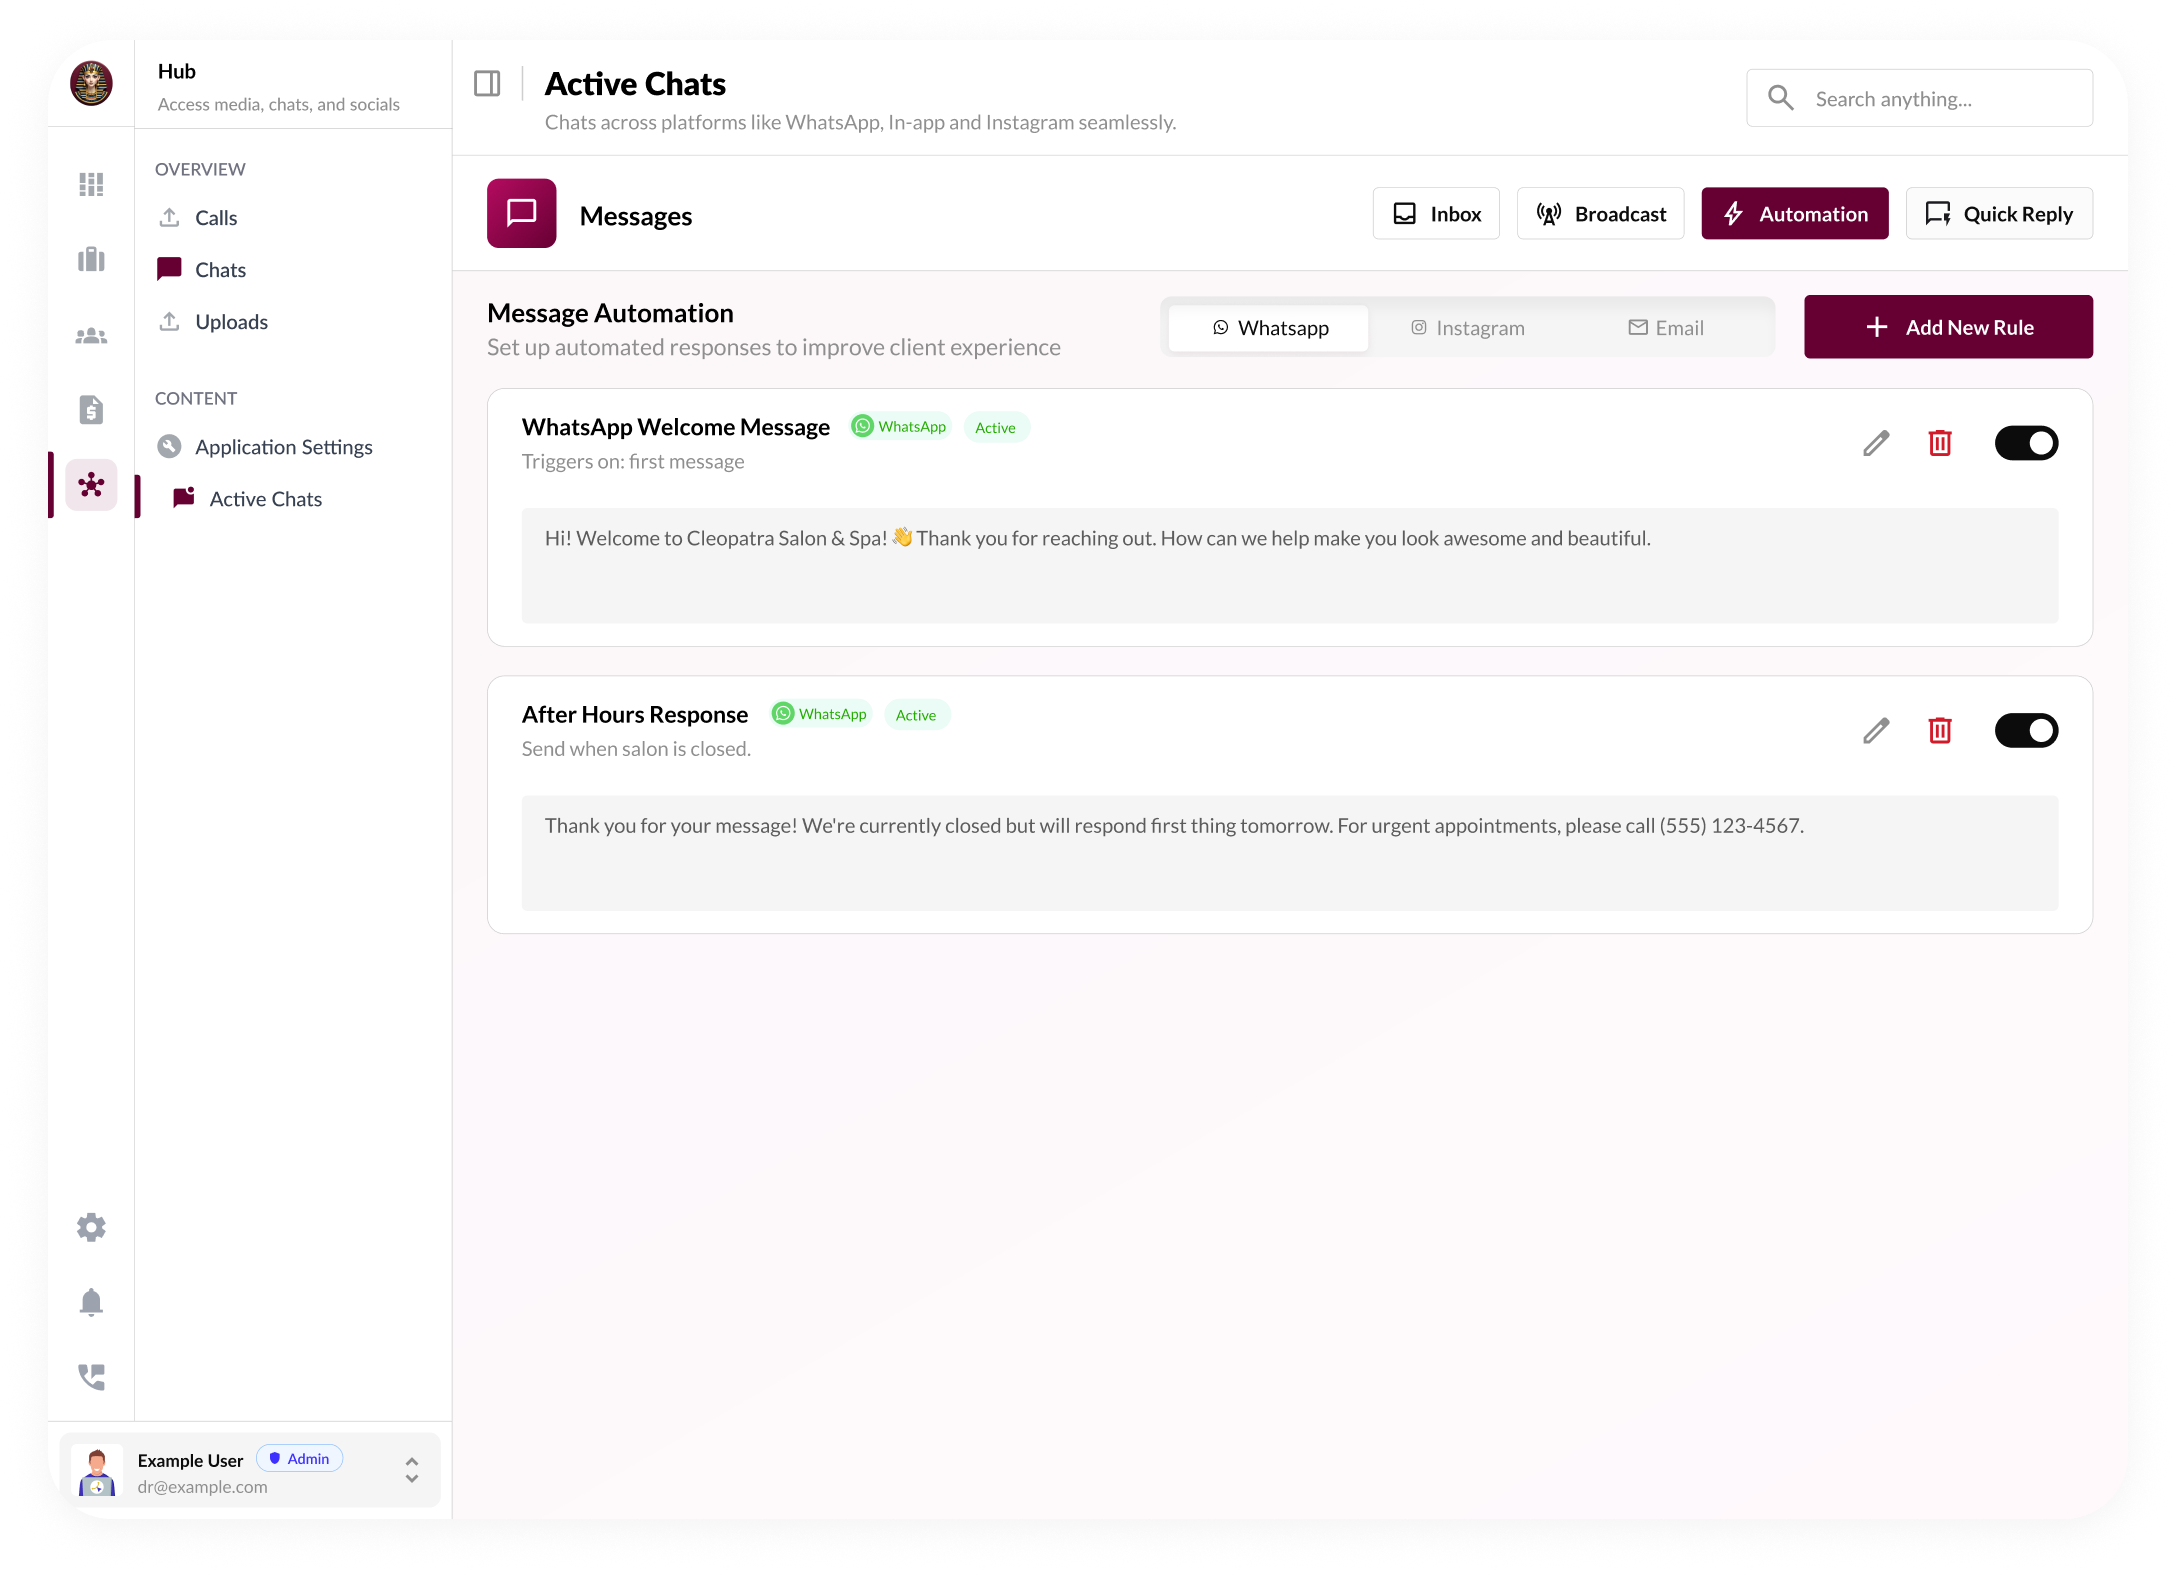 Hub
Access media, chats, and socials
OVERVIEW
Calls
Chats
Uploads
CONTENT
Application Settings
Active Chats
Example User
Admin
dr@example.com
Active Chats
Chats across platforms like WhatsApp, In-app and Instagram seamlessly.
Search anything...
Messages
Inbox
Broadcast
Automation
Quick Reply
Message Automation
Set up automated responses to improve client experience
Whatsapp
Instagram
Email
Add New Rule
WhatsApp Welcome Message
WhatsApp
Active
Triggers on: first message
Hi! Welcome to Cleopatra Salon & Spa! 👋 Thank you for reaching out. How can we help make you look awesome and beautiful.
After Hours Response
WhatsApp
Active
Send when salon is closed.
Thank you for your message! We're currently closed but will respond first thing tomorrow. For urgent appointments, please call (555) 123-4567.